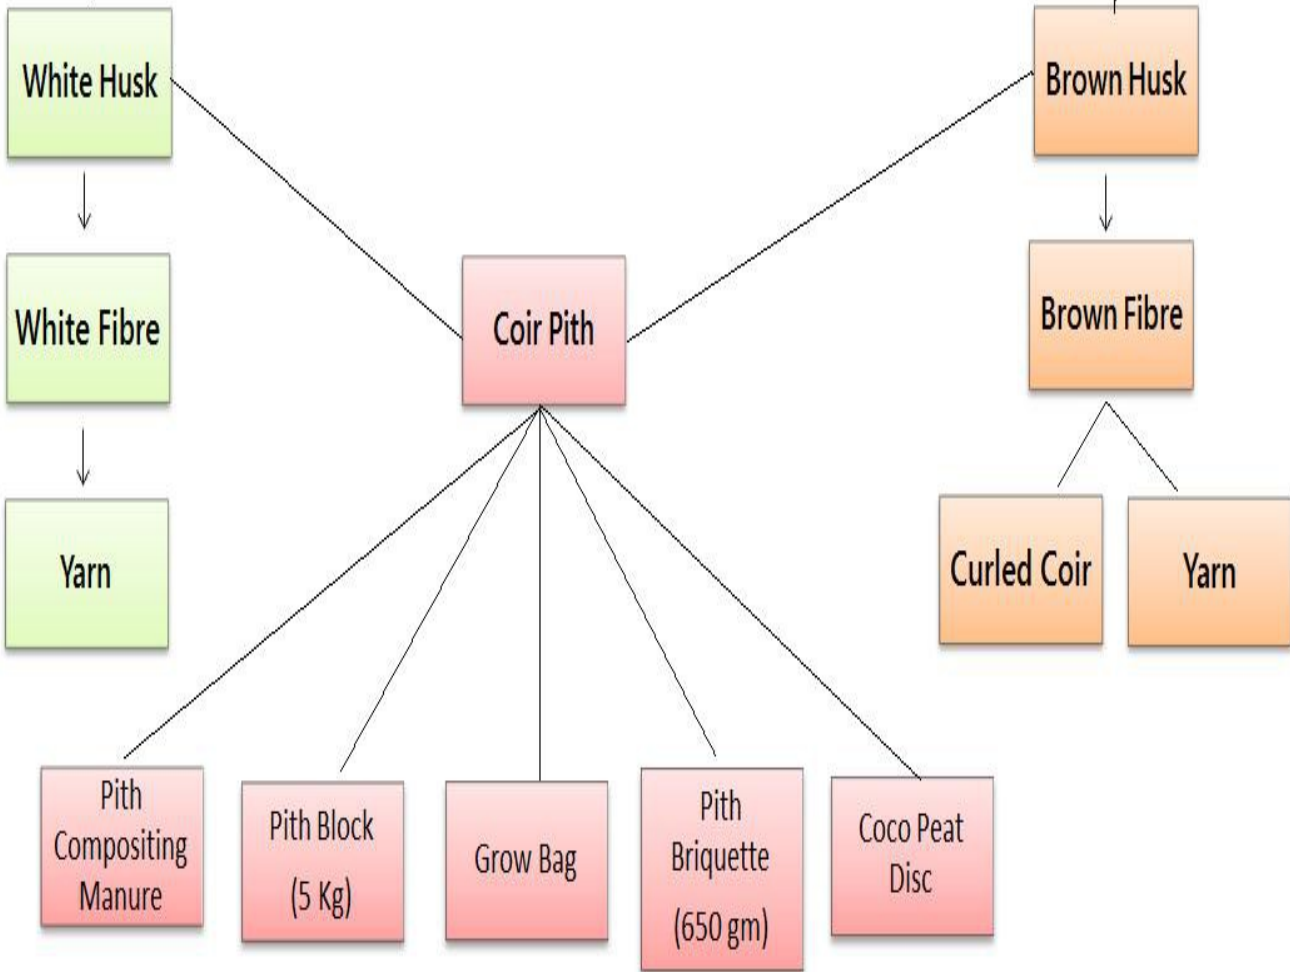 White Husk
Brown Husk
White Fibre
Coir Pith
Brown Fibre
Yarn
Curled Coir
Yarn
Pith
Compositing
Manure
Pith Block
(5 Kg)
Grow Bag
Pith
Briquette
(650 gm)
Coco Peat
Disc